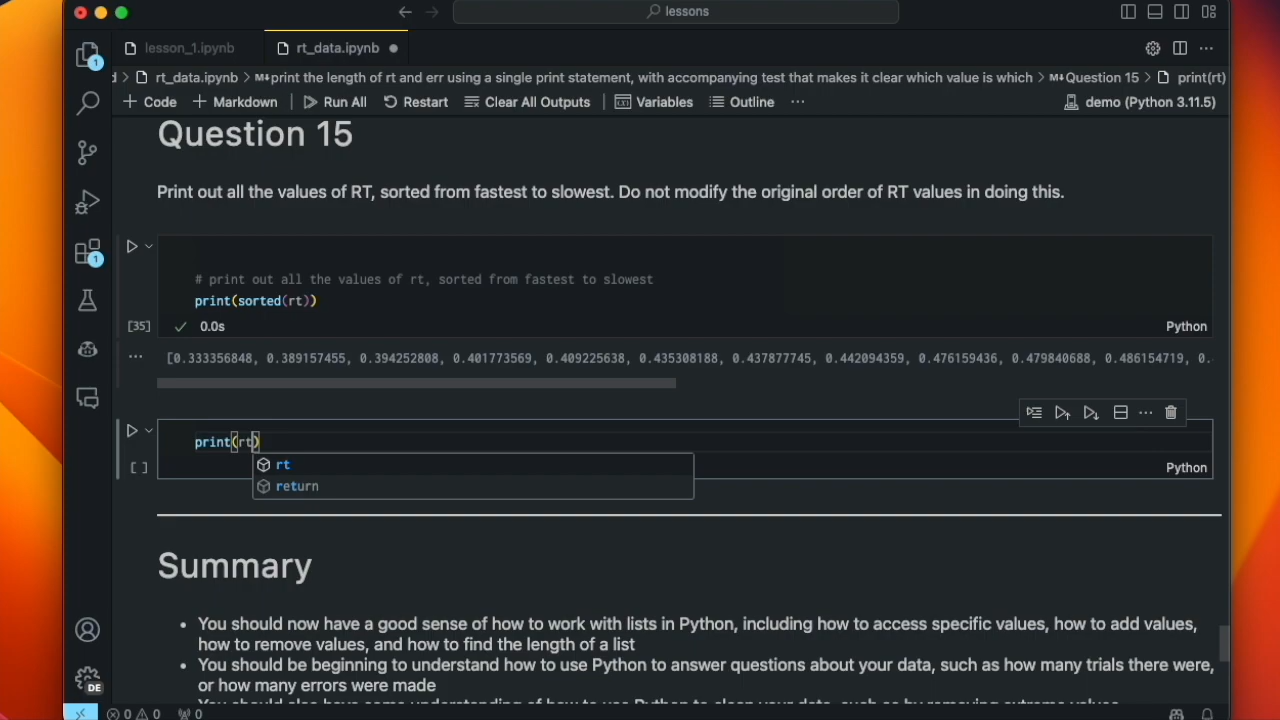 lessons
lesson_1.ipynb
rt_data.ipynb
d > rt_data.ipynb > M↓print the length of rt and err using a single print statement, with accompanying test that makes it clear which value is which > M↓Question 15 > print(rt)
+ Code + Markdown Run All Restart Clear All Outputs Variables Outline ··· demo (Python 3.11.5)
Question 15
Print out all the values of RT, sorted from fastest to slowest. Do not modify the original order of RT values in doing this.
# print out all the values of rt, sorted from fastest to slowest
print(sorted(rt))
[35] ✓ 0.0s Python
··· [0.333356848, 0.389157455, 0.394252808, 0.401773569, 0.409225638, 0.435308188, 0.437877745, 0.442094359, 0.476159436, 0.479840688, 0.486154719, 0.
print(rt)
rt
[ ] Python
return
Summary
• You should now have a good sense of how to work with lists in Python, including how to access specific values, how to add values,
how to remove values, and how to find the length of a list
• You should be beginning to understand how to use Python to answer questions about your data, such as how many trials there were,
or how many errors were made
1
1
DE
0 0 0